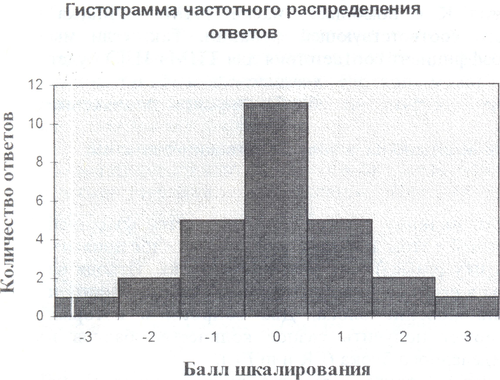 Гистограмма частотного распределения
ответов
Количество ответов
12
10
8
6
4
2
0
-3 -2 -1 0 1 2 3
Балл шкалирования